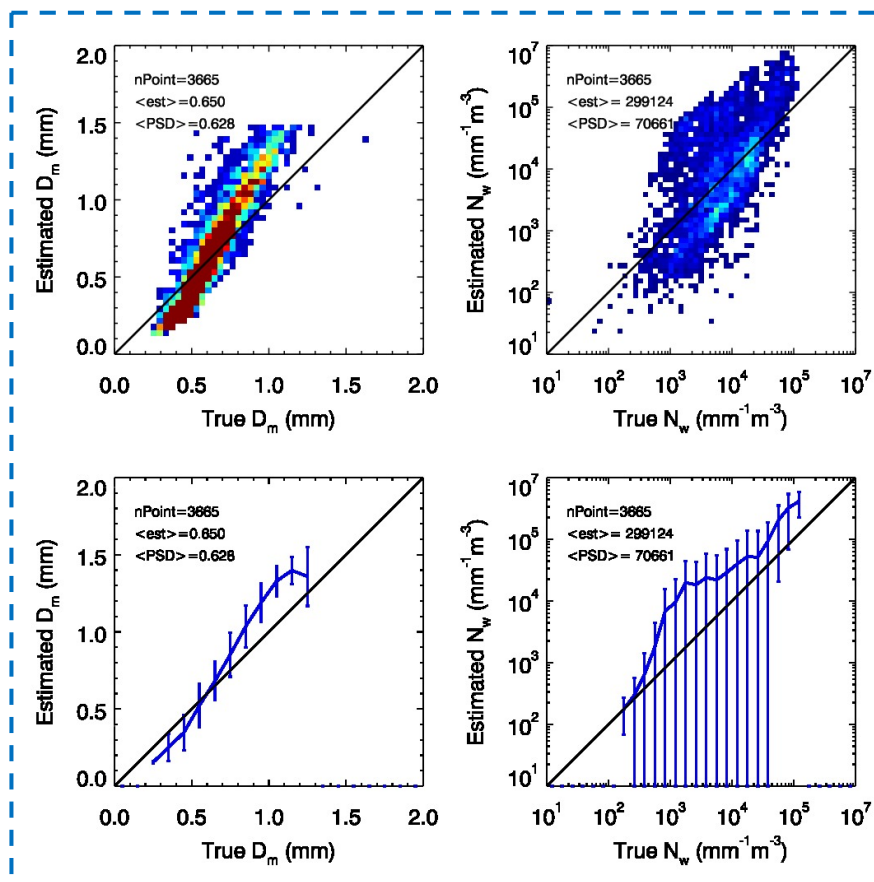 2.0
1.5
1.0
0.5
0.0
Estimated D_m (mm)
nPoint=3665
<est>=0.650
<PSD>=0.628
0.0 0.5 1.0 1.5 2.0
True D_m (mm)
10^7
10^6
10^5
10^4
10^3
10^2
10^1
Estimated N_w (mm^-1m^-3)
nPoint=3665
<est>= 299124
<PSD>= 70661
10^1 10^2 10^3 10^4 10^5 10^6 10^7
True N_w (mm^-1m^-3)
2.0
1.5
1.0
0.5
0.0
Estimated D_m (mm)
nPoint=3665
<est>=0.650
<PSD>=0.628
0.0 0.5 1.0 1.5 2.0
True D_m (mm)
10^7
10^6
10^5
10^4
10^3
10^2
10^1
Estimated N_w (mm^-1m^-3)
nPoint=3665
<est>= 299124
<PSD>= 70661
10^1 10^2 10^3 10^4 10^5 10^6 10^7
True N_w (mm^-1m^-3)